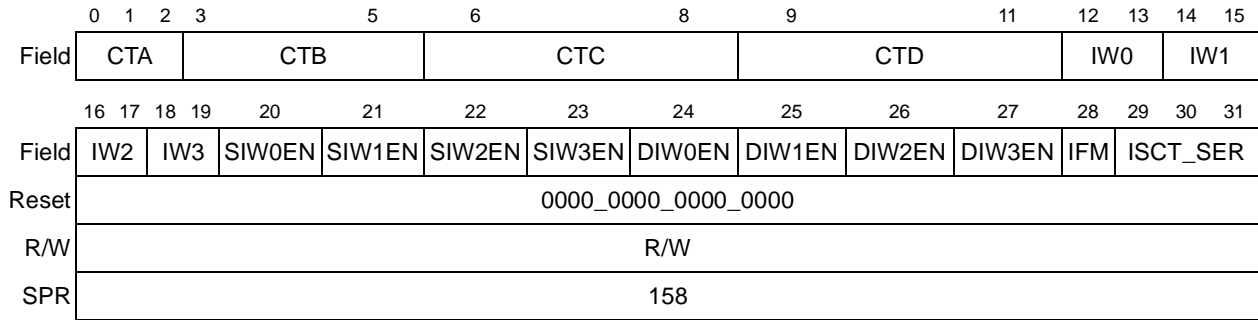 0 1 2 3 5 6 8 9 11 12 13 14 15
Field CTA CTB CTC CTD IW0 IW1
16 17 18 19 20 21 22 23 24 25 26 27 28 29 30 31
Field IW2 IW3 SIW0EN SIW1EN SIW2EN SIW3EN DIW0EN DIW1EN DIW2EN DIW3EN IFM ISCT_SER
Reset 0000_0000_0000_0000
R/W R/W
SPR 158